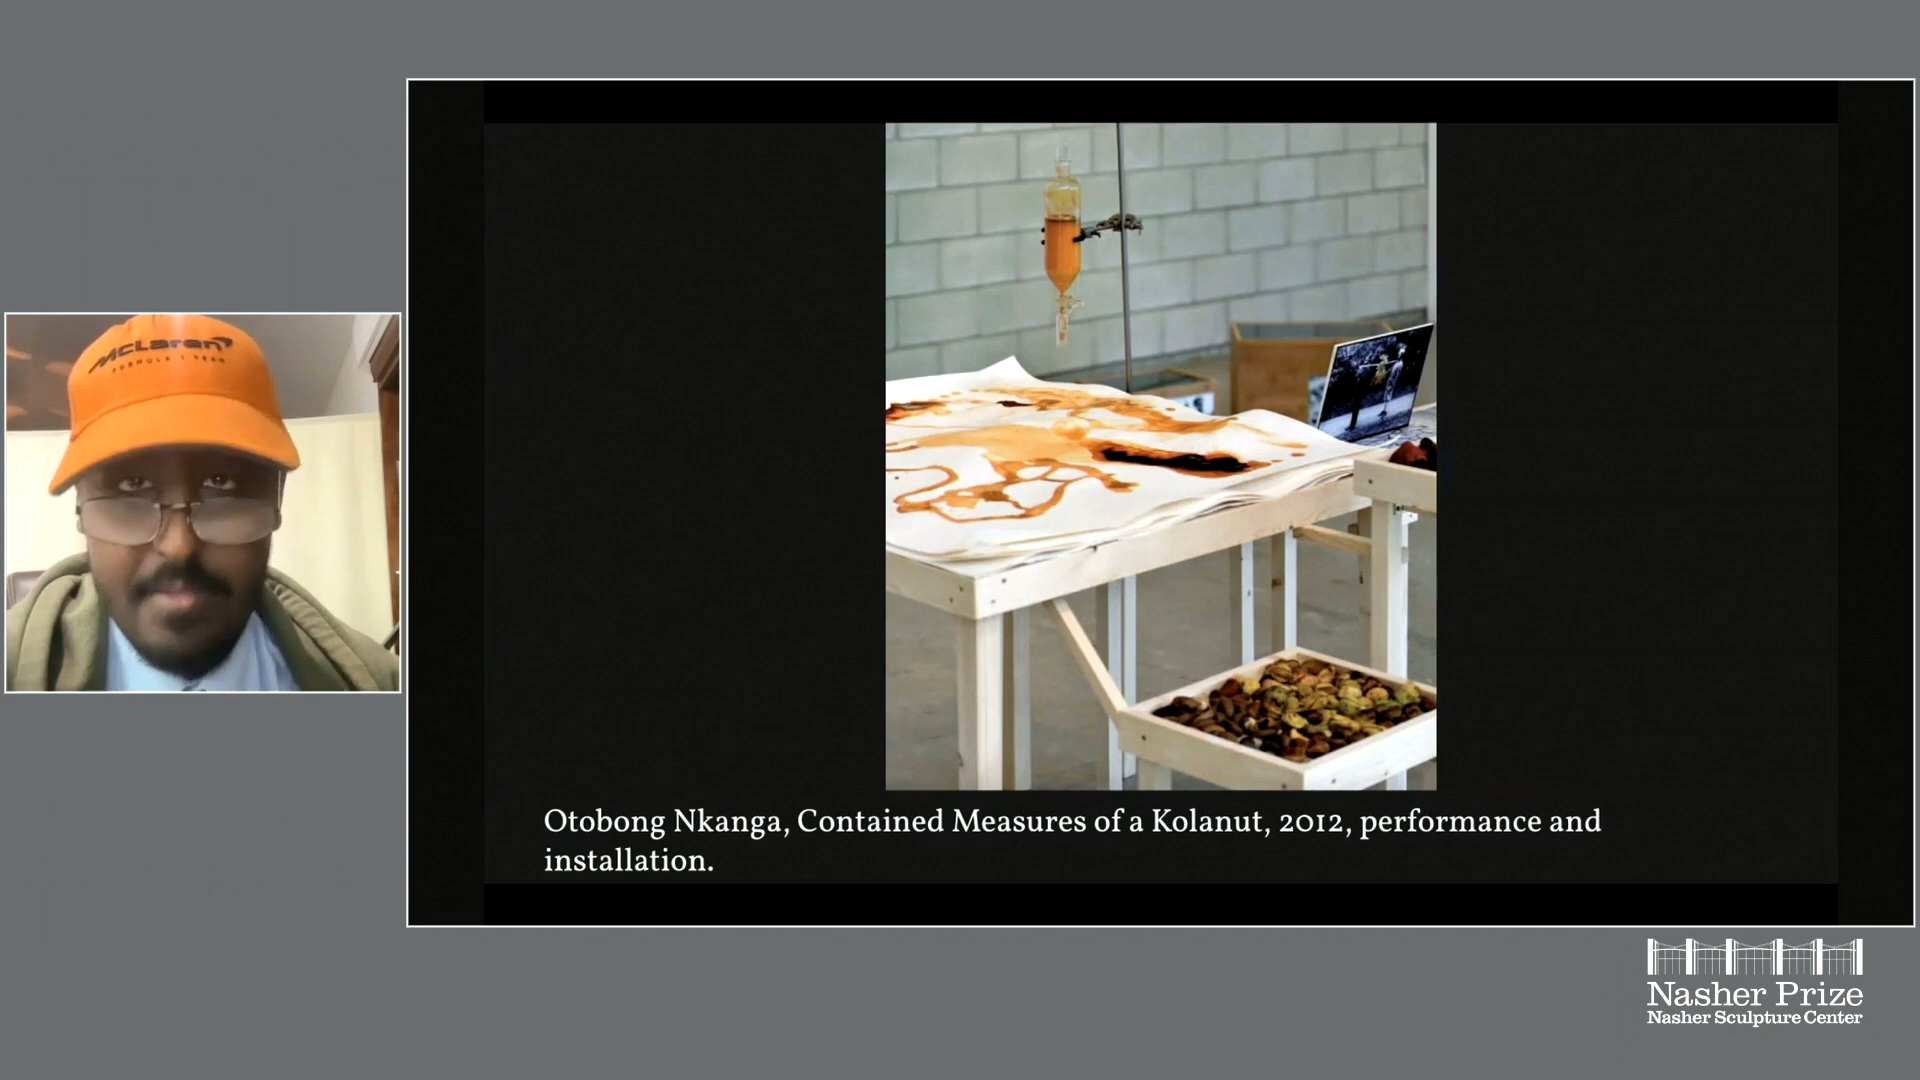 McLaren
FORMULA 1 TEAM
Otobong Nkanga, Contained Measures of a Kolanut, 2012, performance and
installation.
Nasher Prize
Nasher Sculpture Center